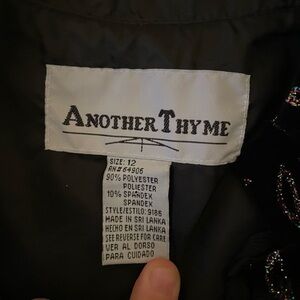 ANOTHER THYME
SIZE: 12
RN#64906
90% POLYESTER
POLIESTER
10% SPANDEX
SPANDEX
STYLE/ESTILO: 9185
MADE IN SRI LANKA
HECHO EN SRI LANKA
SEE REVERSE FOR CARE
VER AL DORSO
PARA CUIDADO